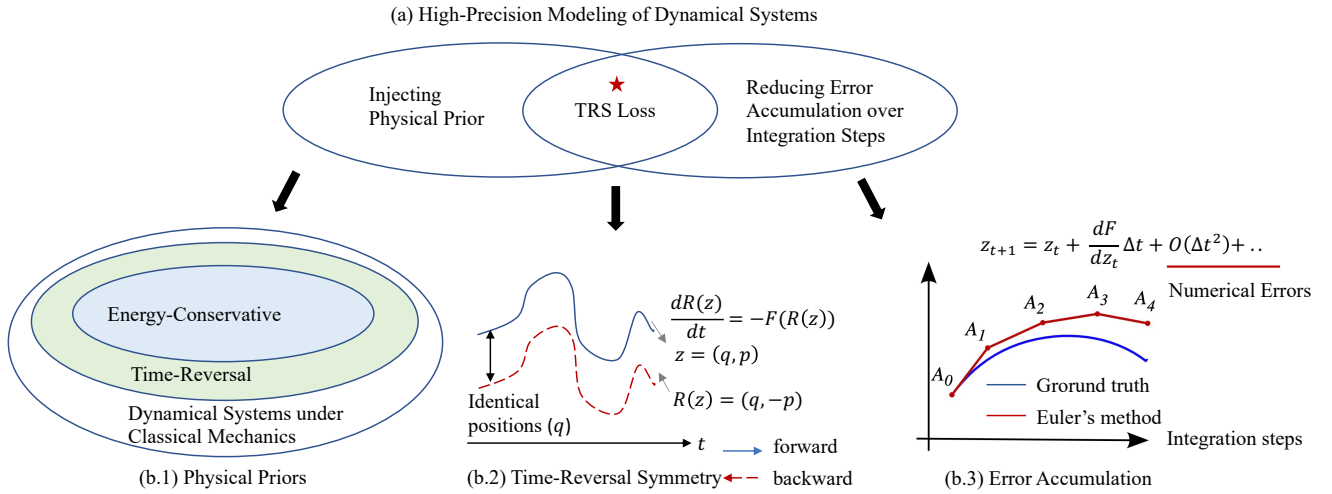 (a) High-Precision Modeling of Dynamical Systems
Injecting
Physical Prior
TRS Loss
Reducing Error
Accumulation over
Integration Steps
Energy-Conservative
Time-Reversal
Dynamical Systems under
Classical Mechanics
(b.1) Physical Priors
dR(z)/dt = −F(R(z))
z = (q, p)
R(z) = (q, −p)
Identical
positions (q)
t
forward
backward
(b.2) Time-Reversal Symmetry
z_{t+1} = z_t + dF/dz_t Δt + O(Δt²)+ ..
Numerical Errors
A_0
A_1
A_2
A_3
A_4
Grorund truth
Euler’s method
Integration steps
(b.3) Error Accumulation